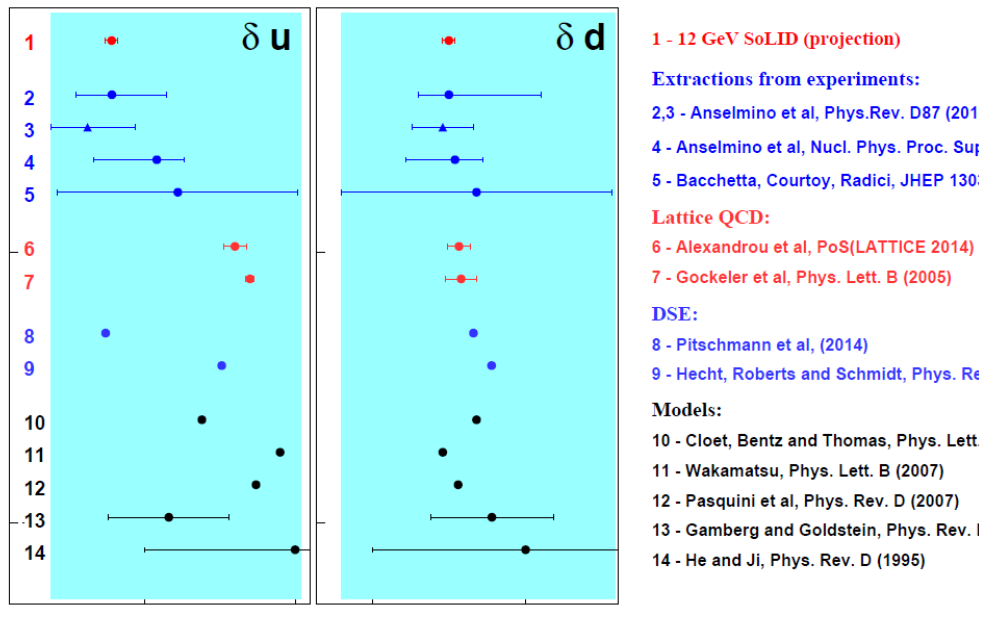 δ u
δ d
1
2
3
4
5
6
7
8
9
10
11
12
13
14
1 - 12 GeV SoLID (projection)
Extractions from experiments:
2,3 - Anselmino et al, Phys.Rev. D87 (201
4 - Anselmino et al, Nucl. Phys. Proc. Sup
5 - Bacchetta, Courtoy, Radici, JHEP 130
Lattice QCD:
6 - Alexandrou et al, PoS(LATTICE 2014)
7 - Gockeler et al, Phys. Lett. B (2005)
DSE:
8 - Pitschmann et al, (2014)
9 - Hecht, Roberts and Schmidt, Phys. Re
Models:
10 - Cloet, Bentz and Thomas, Phys. Lett.
11 - Wakamatsu, Phys. Lett. B (2007)
12 - Pasquini et al, Phys. Rev. D (2007)
13 - Gamberg and Goldstein, Phys. Rev.
14 - He and Ji, Phys. Rev. D (1995)